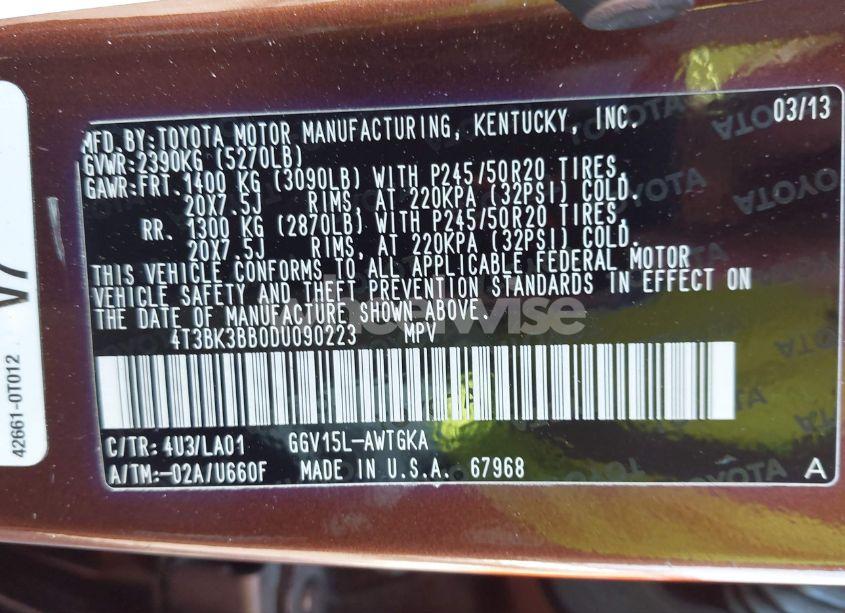 MFD.BY:TOYOTA MOTOR MANUFACTURING, KENTUCKY, INC. 03/13
GVWR:2390KG (5270LB)
GAWR:FRT.1400 KG (3090LB) WITH P245/50R20 TIRES,
20X7.5J RIMS, AT 220KPA (32PSI) COLD.
RR. 1300 KG (2870LB) WITH P245/50R20 TIRES,
20X7.5J RIMS, AT 220KPA (32PSI) COLD.
THIS VEHICLE CONFORMS TO ALL APPLICABLE FEDERAL MOTOR
VEHICLE SAFETY AND THEFT PREVENTION STANDARDS IN EFFECT ON
THE DATE OF MANUFACTURE SHOWN ABOVE.
4T3BK3BB0DU090223 MPV
C/TR: 4U3/LA01 GGV15L-AWTGKA
A/TM:-02A/U660F MADE IN U.S.A. 67968 A
42661-0T012
TOYOTA
wheelwise